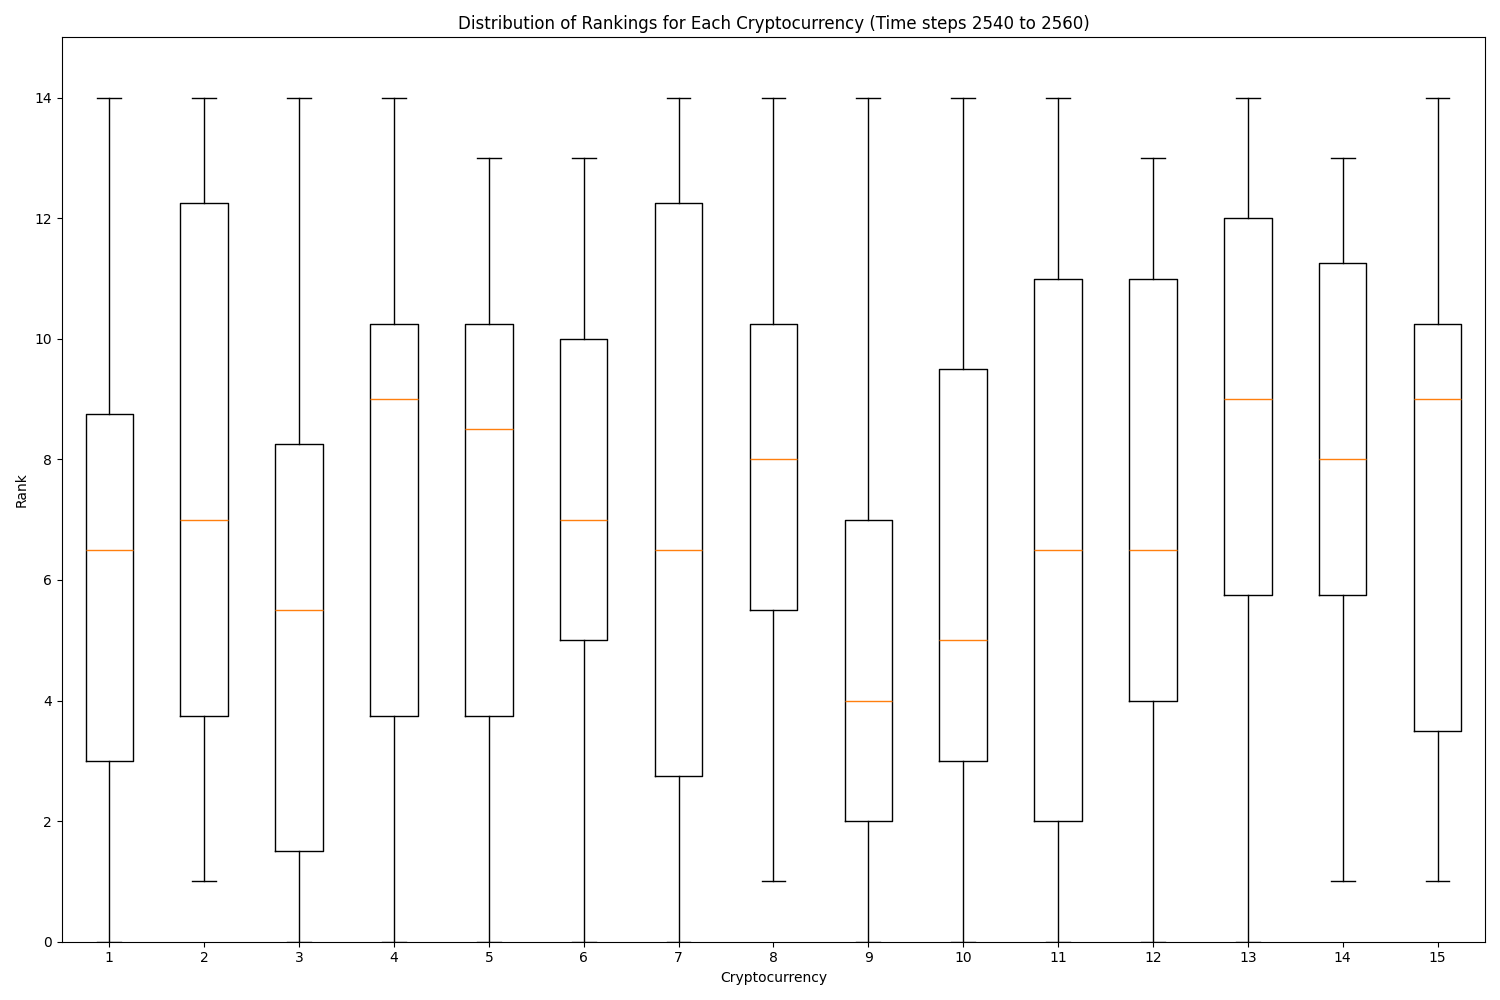 Distribution of Rankings for Each Cryptocurrency (Time steps 2540 to 2560)
14
12
10
8
6
4
2
0
Rank
1 2 3 4 5 6 7 8 9 10 11 12 13 14 15
Cryptocurrency